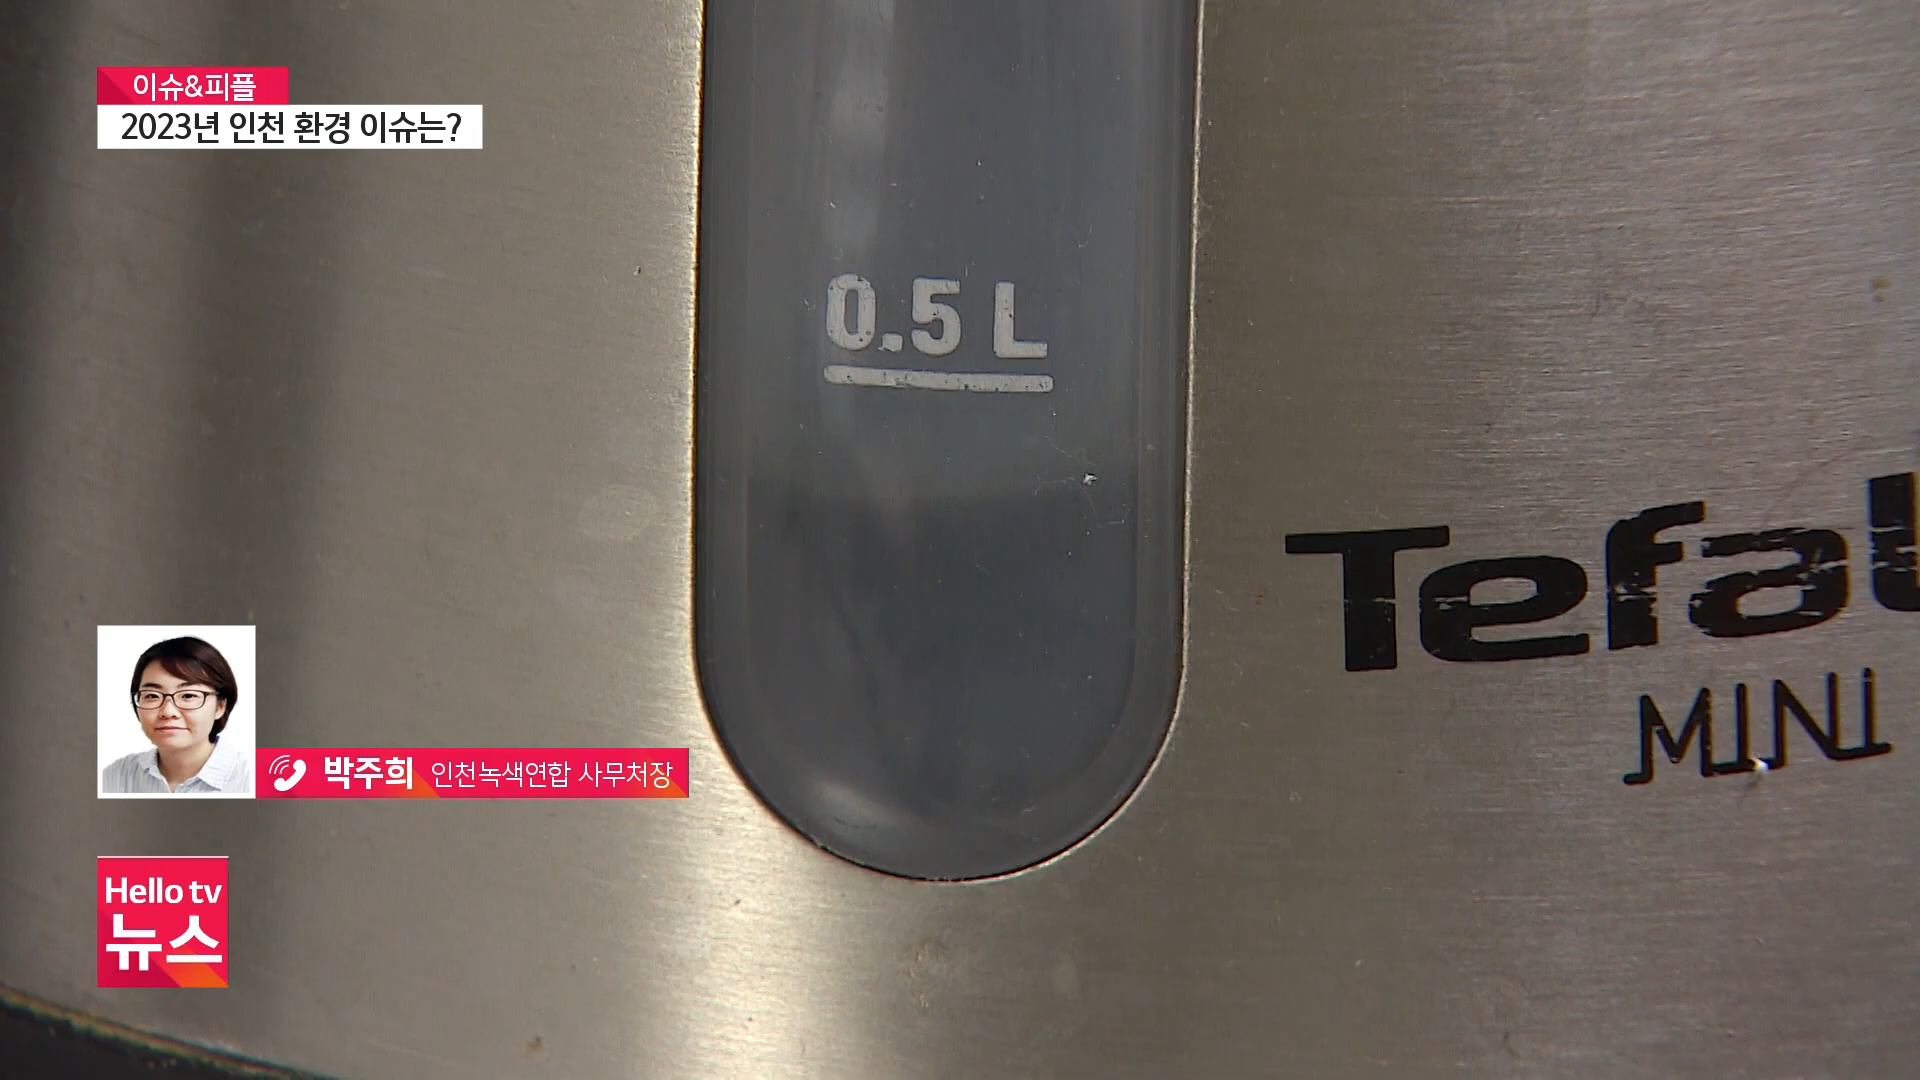 이슈&피플
2023년 인천 환경 이슈는?
0.5 L
Tefal
MINI
박주희 인천녹색연합 사무처장
Hello tv
뉴스